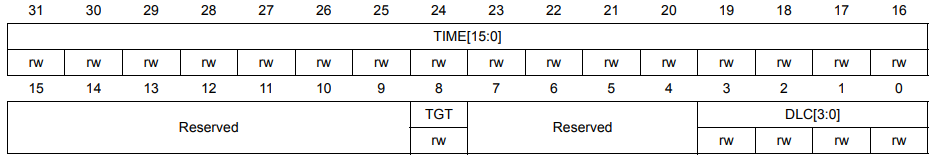 31 30 29 28 27 26 25 24 23 22 21 20 19 18 17 16
TIME[15:0]
rw rw rw rw rw rw rw rw rw rw rw rw rw rw rw rw
15 14 13 12 11 10 9 8 7 6 5 4 3 2 1 0
Reserved TGT Reserved DLC[3:0]
rw rw rw rw rw